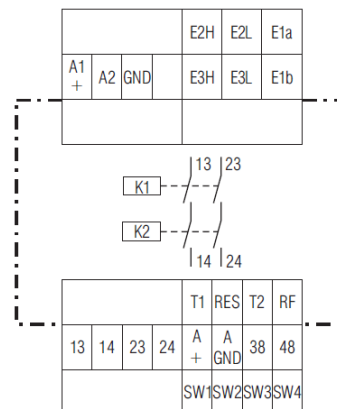 E2H E2L E1a
A1 + A2 GND E3H E3L E1b
13 23
K1
K2
14 24
T1 RES T2 RF
13 14 23 24 A + A GND 38 48
SW1 SW2 SW3 SW4